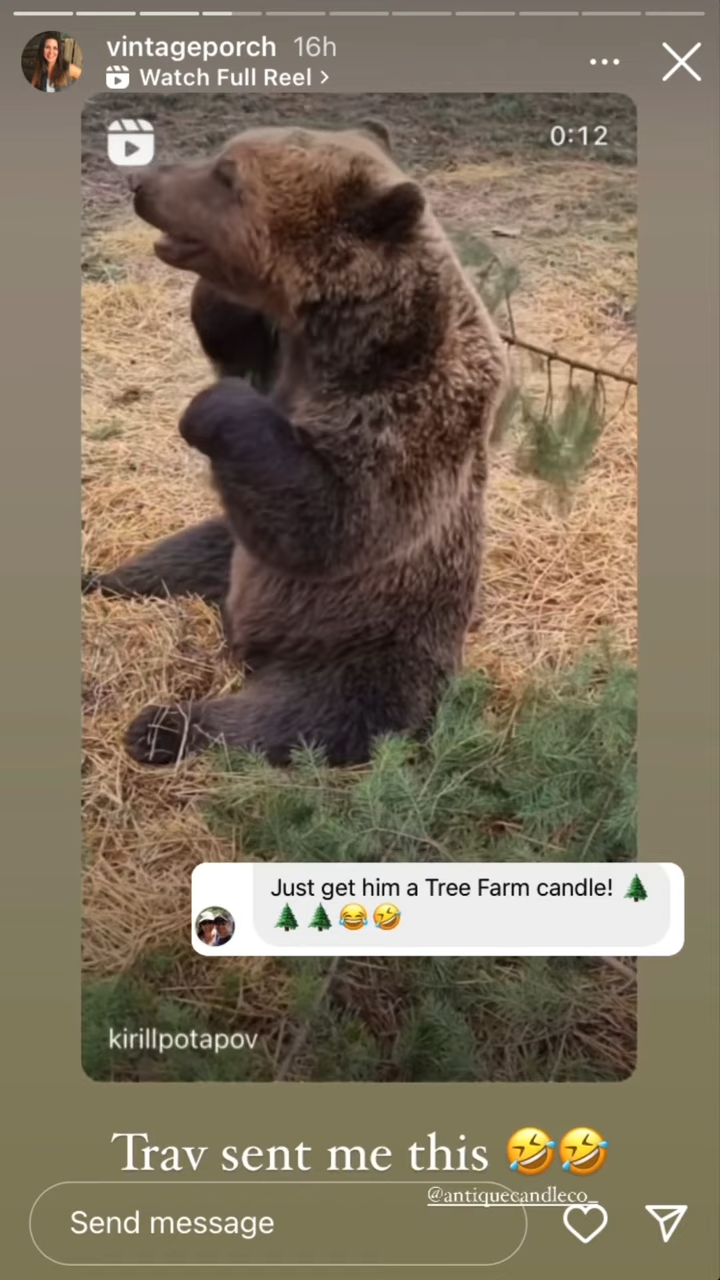 vintageporch 16h
Watch Full Reel >
0:12
Just get him a Tree Farm candle! 🌲
🌲🌲😂🤣
kirillpotapov
Trav sent me this 🤣🤣
@antiquecandleco_
Send message